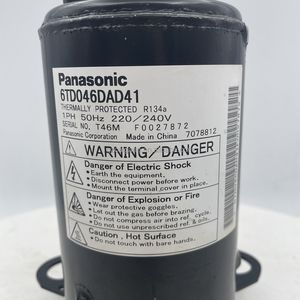 Panasonic
6TD046DAD41
THERMALLY PROTECTED R134a
1PH 50Hz 220/240V
SERIAL NO. T46M F0027872
Panasonic Corporation Made in China 7078812
WARNING/DANGER
Danger of Electric Shock
●Earth the equipment.
●Disconnect power before work.
●Mount the terminal cover in place.
Danger of Explosion or Fire
●Wear protective goggles.
●Let out the gas before brazing.
●Do not compress air into ref. cycle.
●Do not use in air circuit.
Caution , Hot Surface
●Do not touch with bare hands.